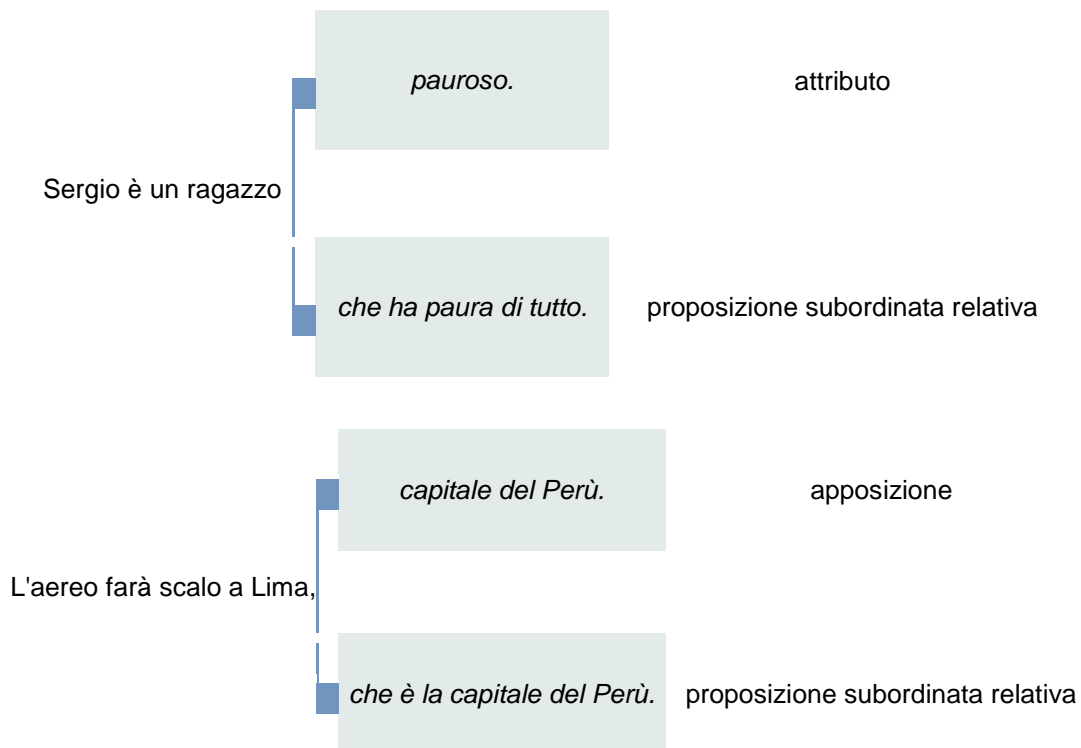 pauroso.
attributo
Sergio è un ragazzo
che ha paura di tutto.
proposizione subordinata relativa
capitale del Perù.
apposizione
L'aereo farà scalo a Lima,
che è la capitale del Perù.
proposizione subordinata relativa